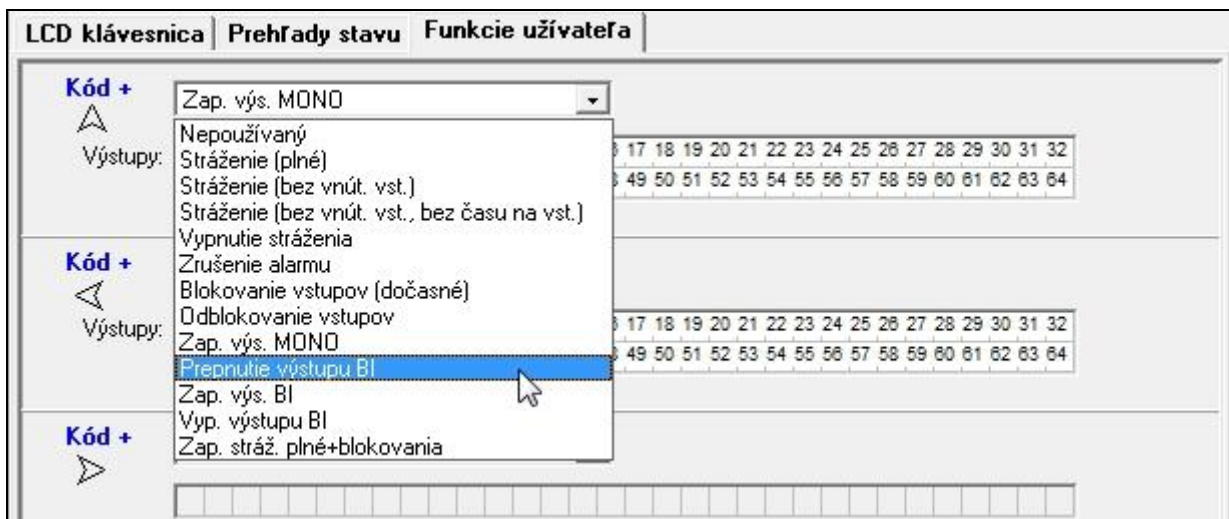 LCD klávesnica Prehľady stavu Funkcie užívateľa
Kód +
Zap. výs. MONO
Výstupy:
Nepoužívaný
Stráženie (plné)
Stráženie (bez vnút. vst.)
Stráženie (bez vnút. vst., bez času na vst.)
Vypnutie stráženia
Zrušenie alarmu
Blokovanie vstupov (dočasné)
Odblokovanie vstupov
Zap. výs. MONO
Prepnutie výstupu BI
Zap. výs. BI
Vyp. výstupu BI
Zap. stráž. plné+blokovania
17 18 19 20 21 22 23 24 25 26 27 28 29 30 31 32
49 50 51 52 53 54 55 56 57 58 59 60 61 62 63 64
Kód +
Výstupy:
17 18 19 20 21 22 23 24 25 26 27 28 29 30 31 32
49 50 51 52 53 54 55 56 57 58 59 60 61 62 63 64
Kód +